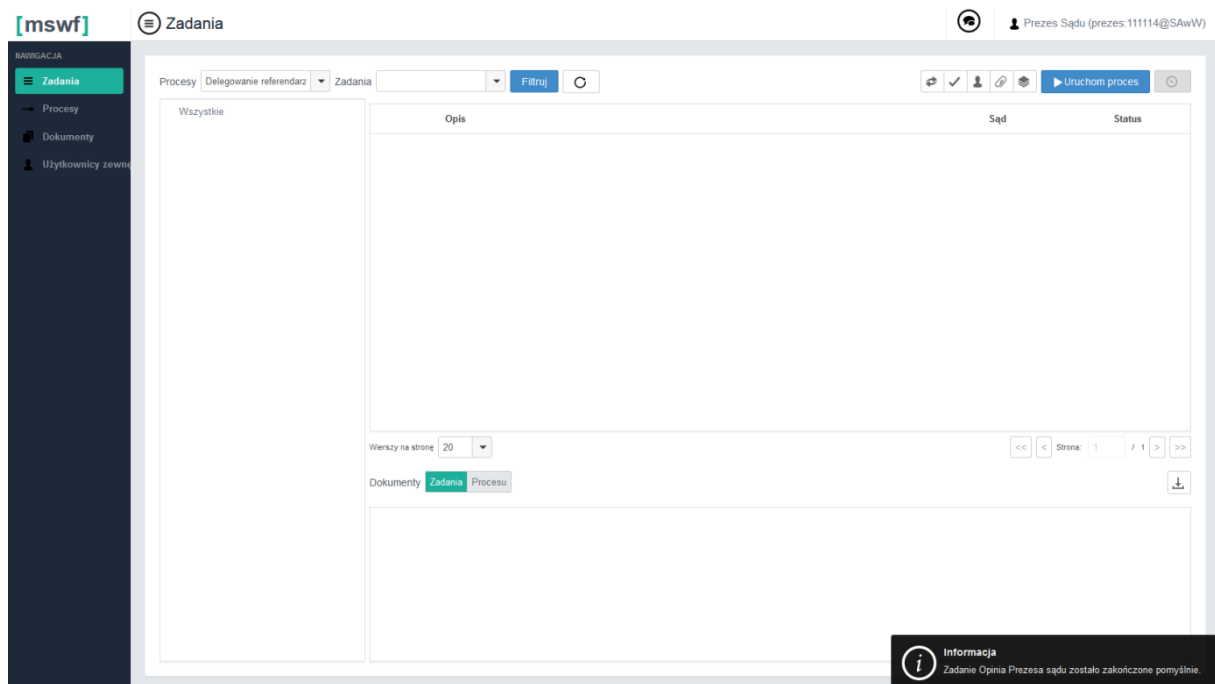 [mswf]
Zadania
Prezes Sądu (prezes:111114@SAwW)
NAWIGACJA
Zadania
Procesy
Dokumenty
Użytkownicy zewnę
Procesy Delegowanie referendarz Zadania Filtruj Uruchom proces
Wszystkie
Opis Sąd Status
Wierszy na stronę 20 << < Strona: 1 / 1 > >>
Dokumenty Zadania Procesu
Informacja
Zadanie Opinia Prezesa sądu zostało zakończone pomyślnie.